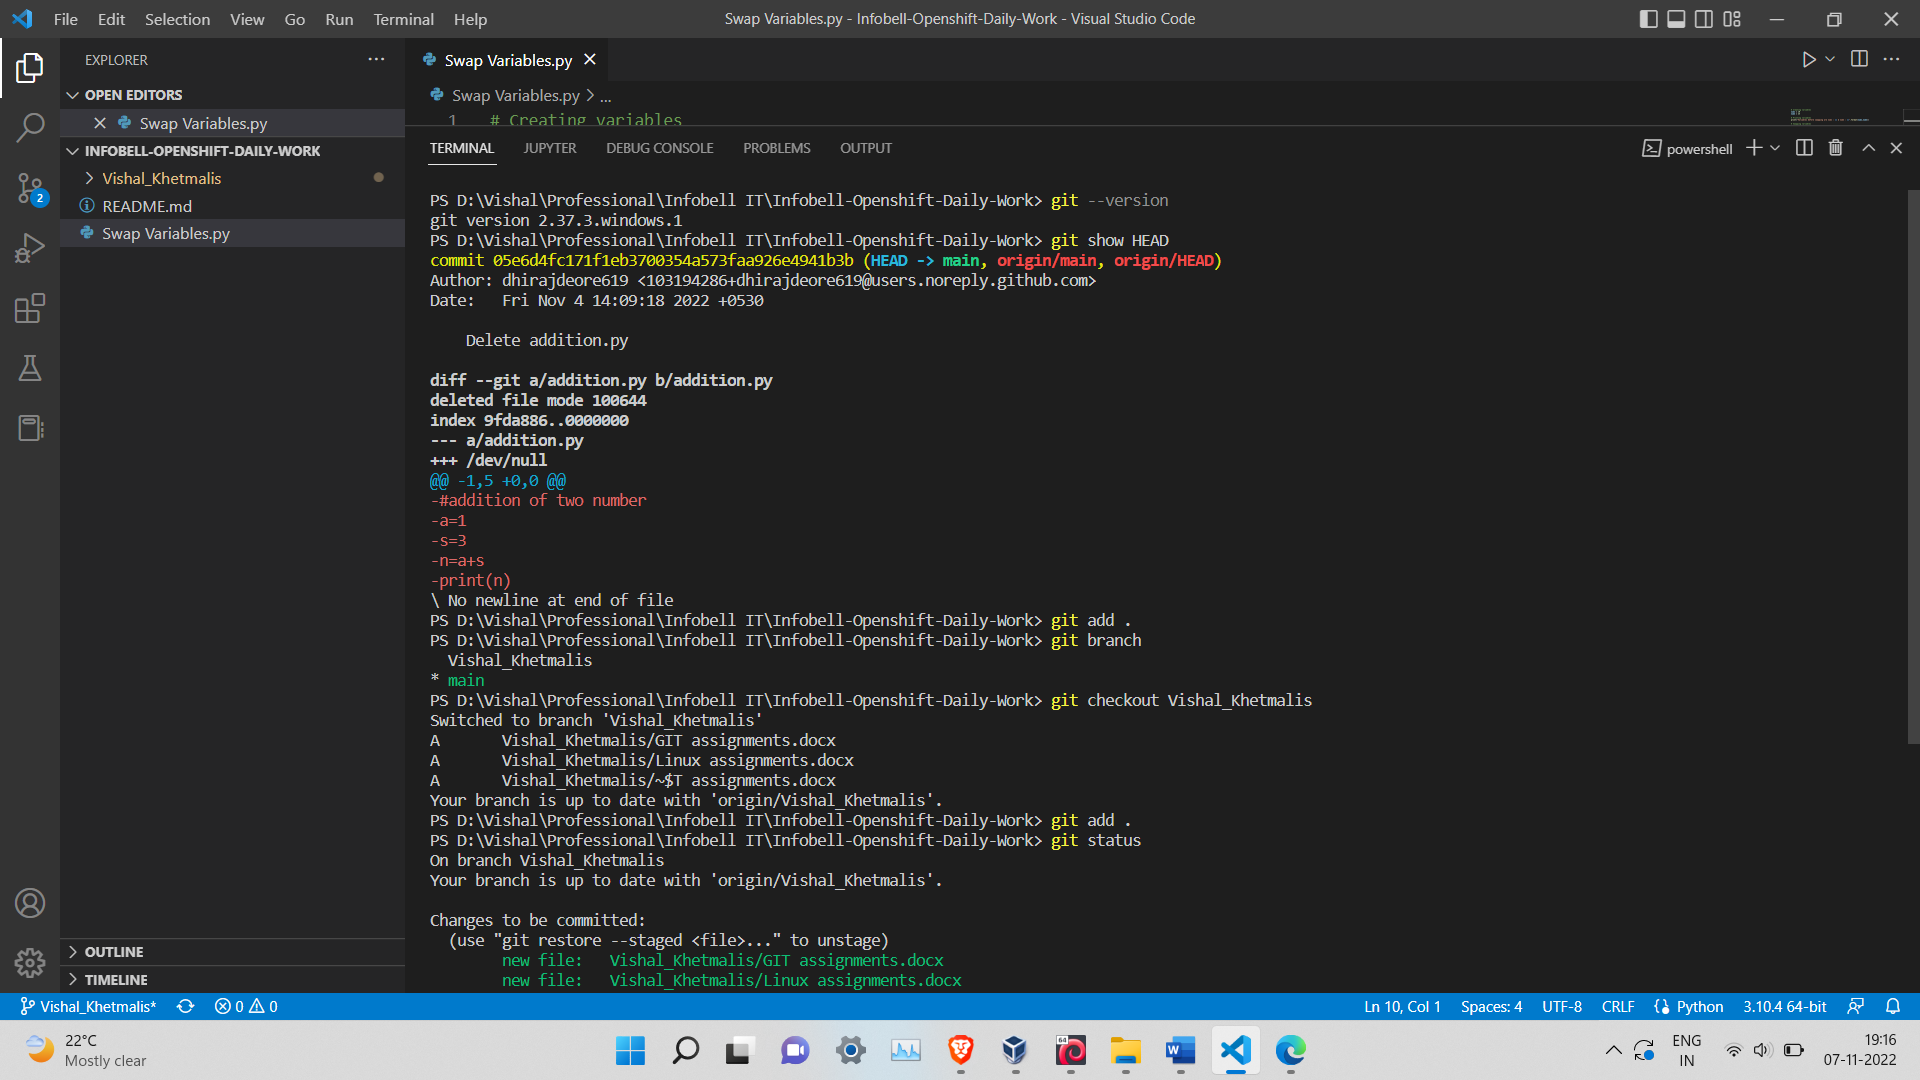 File Edit Selection View Go Run Terminal Help
Swap Variables.py - Infobell-Openshift-Daily-Work - Visual Studio Code
EXPLORER
OPEN EDITORS
Swap Variables.py
INFOBELL-OPENSHIFT-DAILY-WORK
Vishal_Khetmalis
README.md
Swap Variables.py
2
OUTLINE
TIMELINE
Swap Variables.py
Swap Variables.py > ...
1 # Creating variables
TERMINAL JUPYTER DEBUG CONSOLE PROBLEMS OUTPUT
powershell
PS D:\Vishal\Professional\Infobell IT\Infobell-Openshift-Daily-Work> git --version
git version 2.37.3.windows.1
PS D:\Vishal\Professional\Infobell IT\Infobell-Openshift-Daily-Work> git show HEAD
commit 05e6d4fc171f1eb3700354a573faa926e4941b3b (HEAD -> main, origin/main, origin/HEAD)
Author: dhirajdeore619 <103194286+dhirajdeore619@users.noreply.github.com>
Date:   Fri Nov 4 14:09:18 2022 +0530
    Delete addition.py
diff --git a/addition.py b/addition.py
deleted file mode 100644
index 9fda886..0000000
--- a/addition.py
+++ /dev/null
@@ -1,5 +0,0 @@
-#addition of two number
-a=1
-s=3
-n=a+s
-print(n)
\ No newline at end of file
PS D:\Vishal\Professional\Infobell IT\Infobell-Openshift-Daily-Work> git add .
PS D:\Vishal\Professional\Infobell IT\Infobell-Openshift-Daily-Work> git branch
  Vishal_Khetmalis
* main
PS D:\Vishal\Professional\Infobell IT\Infobell-Openshift-Daily-Work> git checkout Vishal_Khetmalis
Switched to branch 'Vishal_Khetmalis'
A       Vishal_Khetmalis/GIT assignments.docx
A       Vishal_Khetmalis/Linux assignments.docx
A       Vishal_Khetmalis/~$T assignments.docx
Your branch is up to date with 'origin/Vishal_Khetmalis'.
PS D:\Vishal\Professional\Infobell IT\Infobell-Openshift-Daily-Work> git add .
PS D:\Vishal\Professional\Infobell IT\Infobell-Openshift-Daily-Work> git status
On branch Vishal_Khetmalis
Your branch is up to date with 'origin/Vishal_Khetmalis'.
Changes to be committed:
  (use "git restore --staged <file>..." to unstage)
        new file:   Vishal_Khetmalis/GIT assignments.docx
        new file:   Vishal_Khetmalis/Linux assignments.docx
Vishal_Khetmalis* 0 0
Ln 10, Col 1 Spaces: 4 UTF-8 CRLF Python 3.10.4 64-bit
22°C
Mostly clear
64
ENG
IN
19:16
07-11-2022